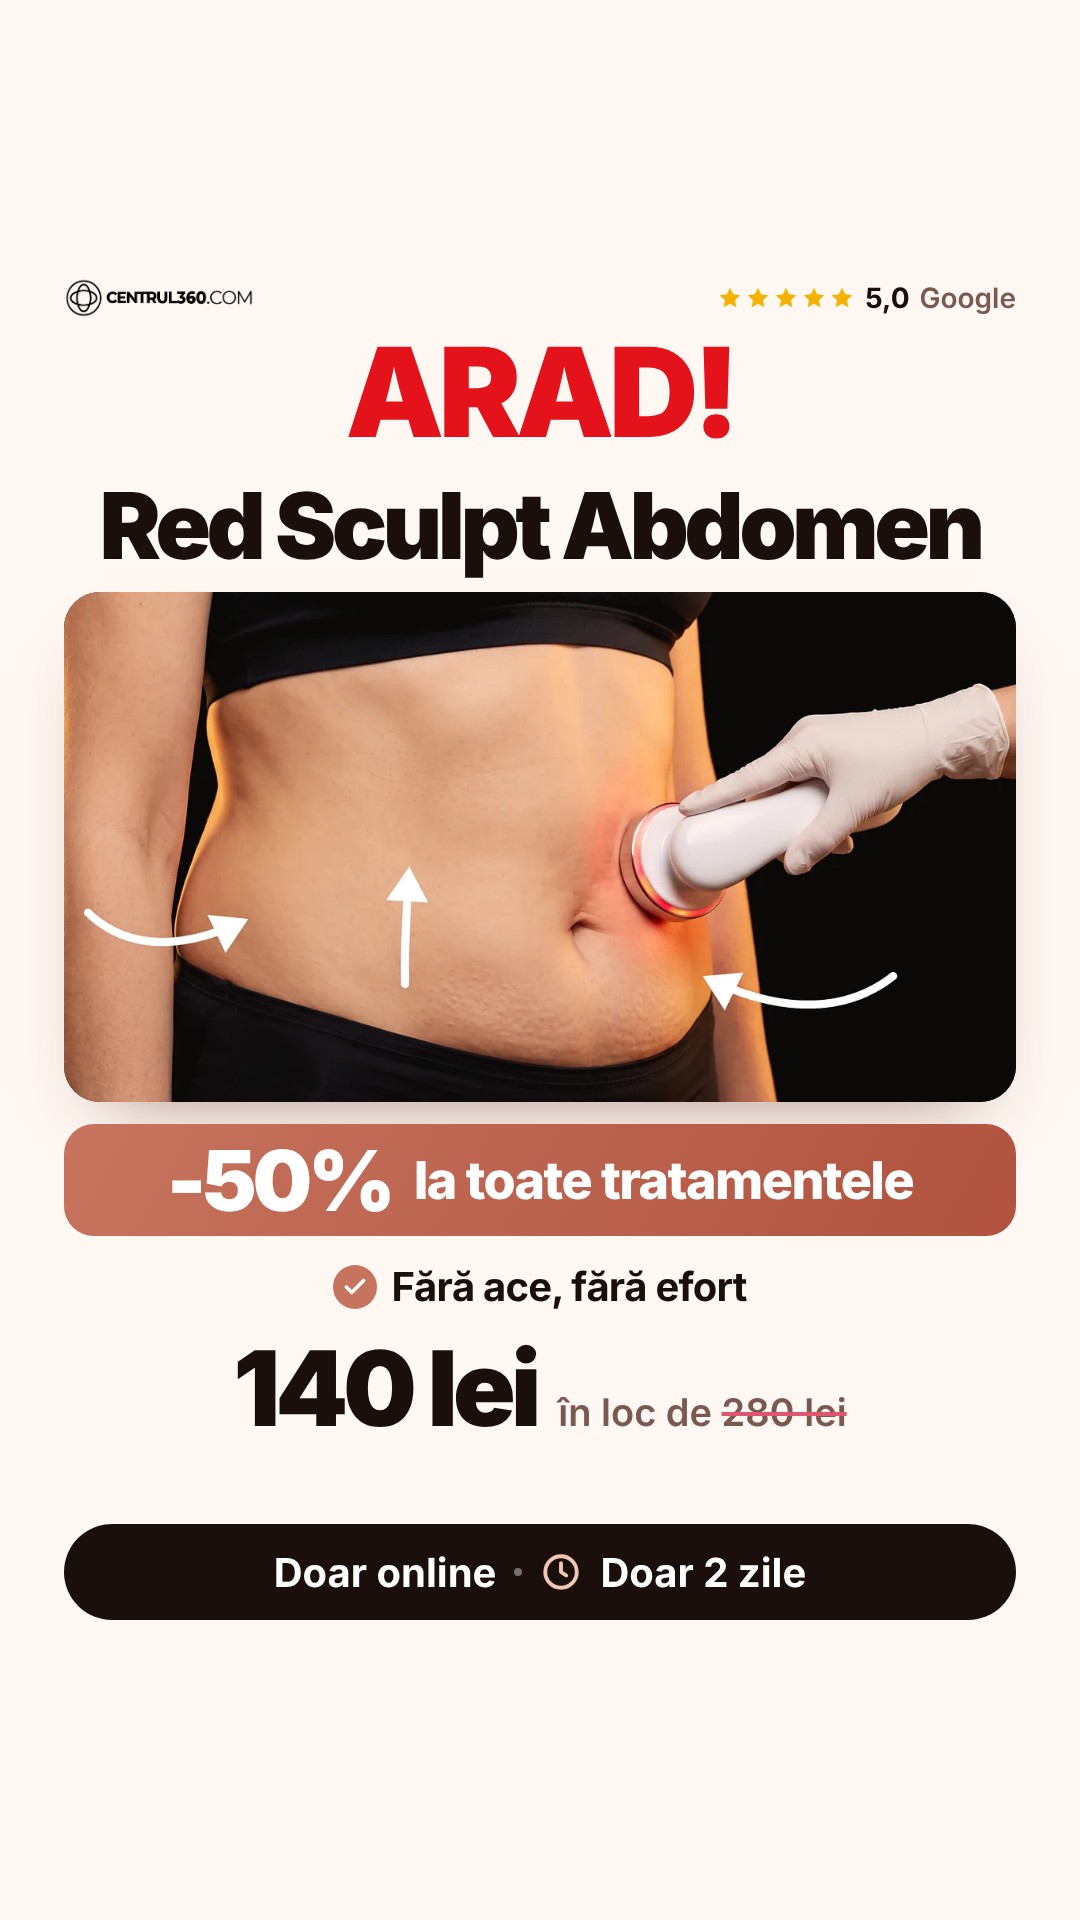 CENTRUL360.COM
5,0 Google
ARAD!
Red Sculpt Abdomen
-50% la toate tratamentele
Fără ace, fără efort
140 lei în loc de 280 lei
Doar online · Doar 2 zile